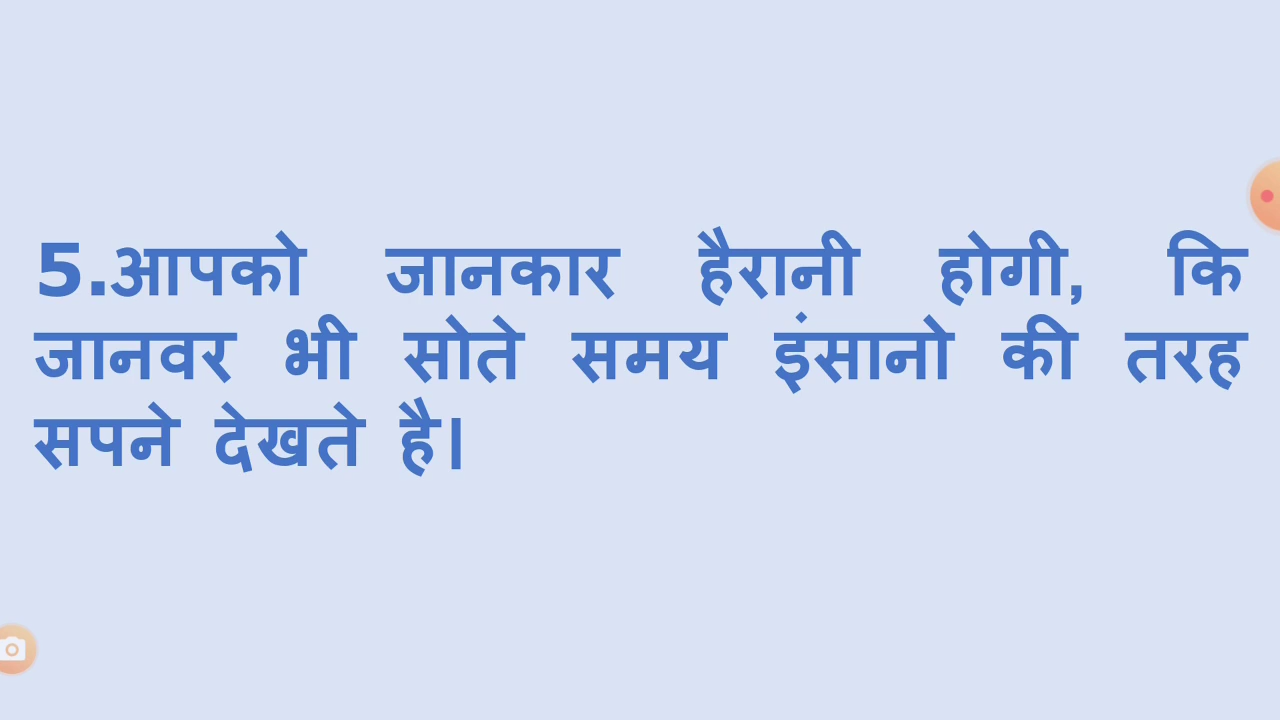 5.आपको जानकार हैरानी होगी, कि
जानवर भी सोते समय इंसानो की तरह
सपने देखते है।